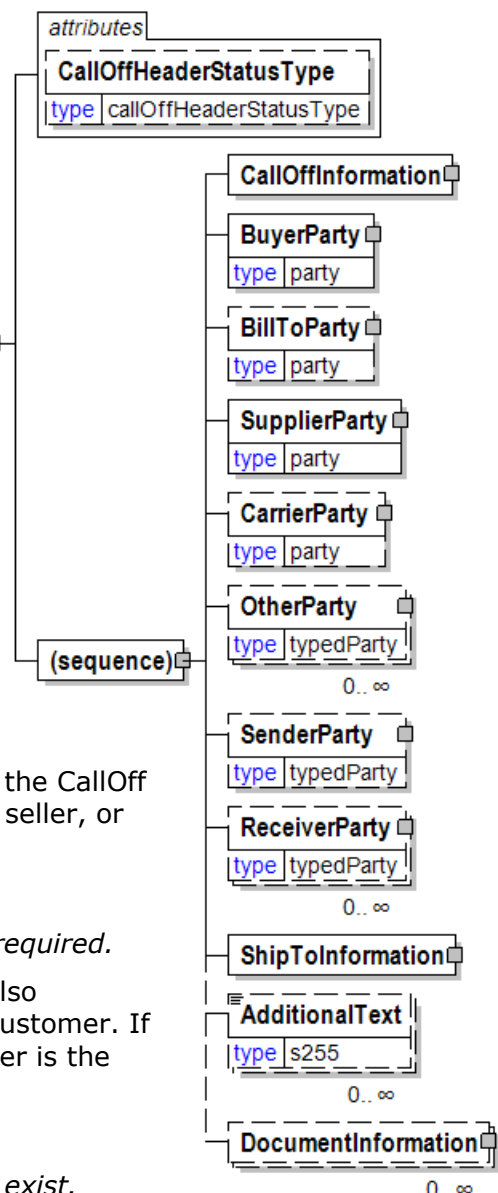 attributes
CallOffHeaderStatusType
type callOffHeaderStatusType
CallOffInformation
BuyerParty
type party
BillToParty
type party
SupplierParty
type party
CarrierParty
type party
OtherParty
type typedParty
0.. ∞
(sequence)
SenderParty
type typedParty
the CallOff
seller, or
ReceiverParty
type typedParty
0.. ∞
required.
ShipToInformation
lso
ustomer. If
er is the
AdditionalText
type s255
0.. ∞
DocumentInformation
0.. ∞
exist.